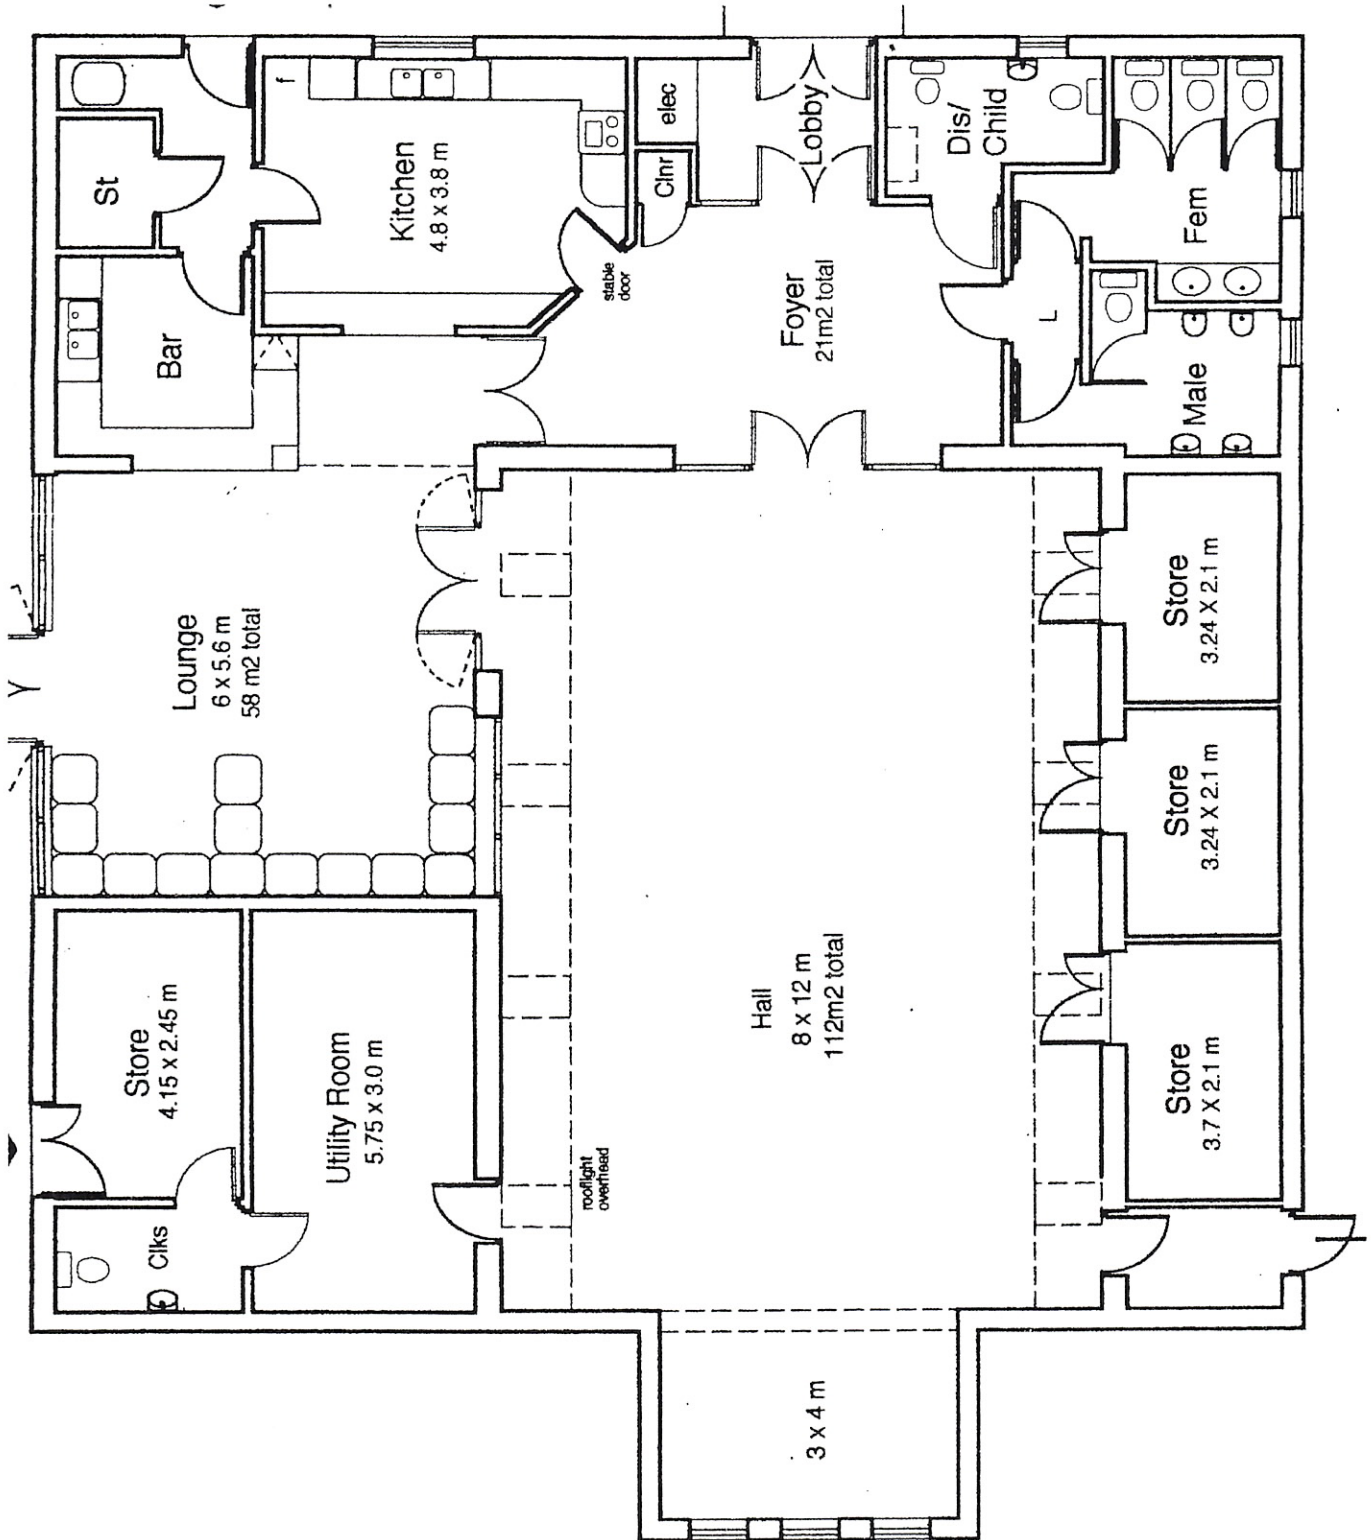 f
St
Kitchen
4.8 x 3.8 m
elec
Clnr
Lobby
Dis/
Child
stable
door
Fem
Bar
Foyer
21m2 total
L
Male
Lounge
6 x 5.6 m
58 m2 total
Store
3.24 X 2.1 m
Store
3.24 X 2.1 m
Store
4.15 x 2.45 m
Utility Room
5.75 x 3.0 m
Hall
8 x 12 m
112m2 total
Store
3.7 X 2.1 m
rooflight
overhead
Clks
3 x 4 m